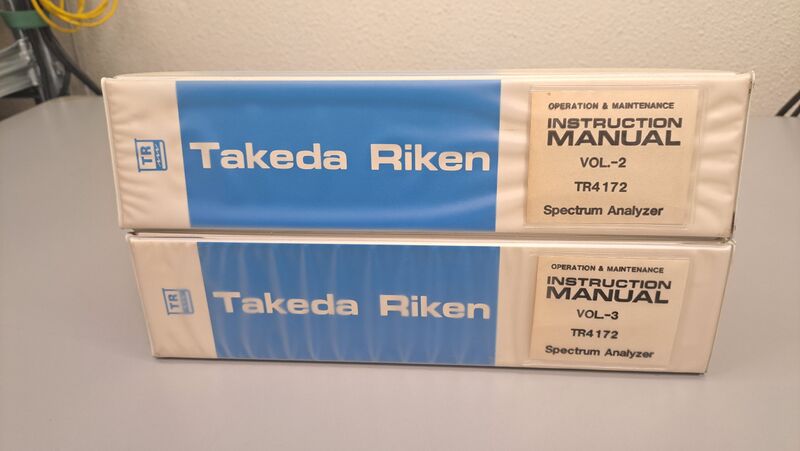 TR
Takeda Riken
OPERATION & MAINTENANCE
INSTRUCTION
MANUAL
VOL.-2
TR4172
Spectrum Analyzer
TR
Takeda Riken
OPERATION & MAINTENANCE
INSTRUCTION
MANUAL
VOL-3
TR4172
Spectrum Analyzer